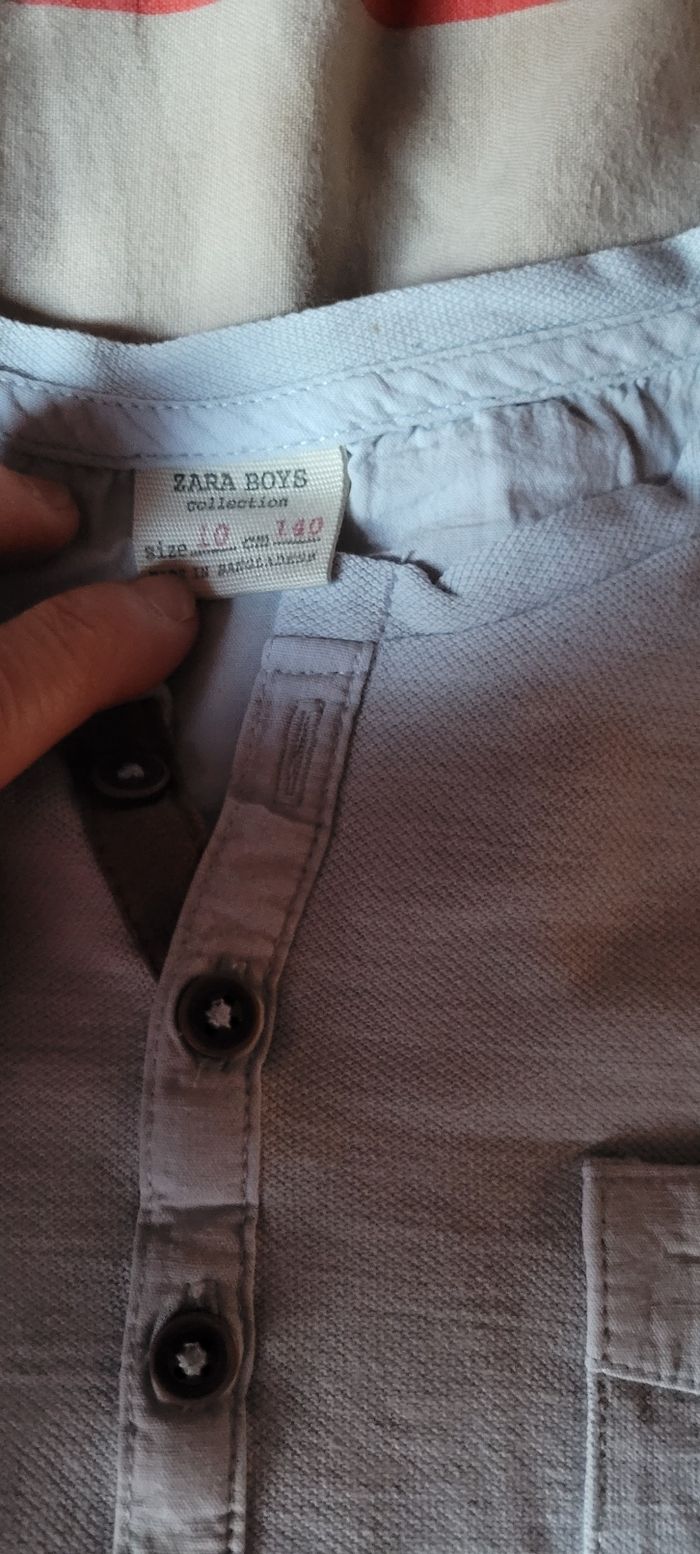 ZARA BOYS
collection
size 10 cm 140
MADE IN BANGLADESH